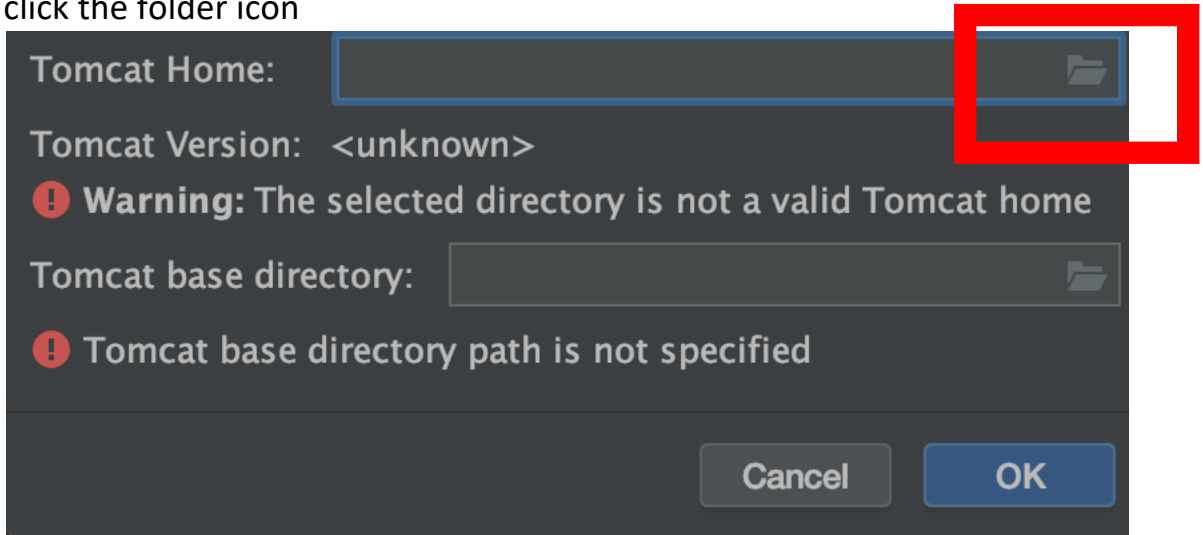 click the folder icon
Tomcat Home:
Tomcat Version: <unknown>
Warning: The selected directory is not a valid Tomcat home
Tomcat base directory:
Tomcat base directory path is not specified
Cancel OK